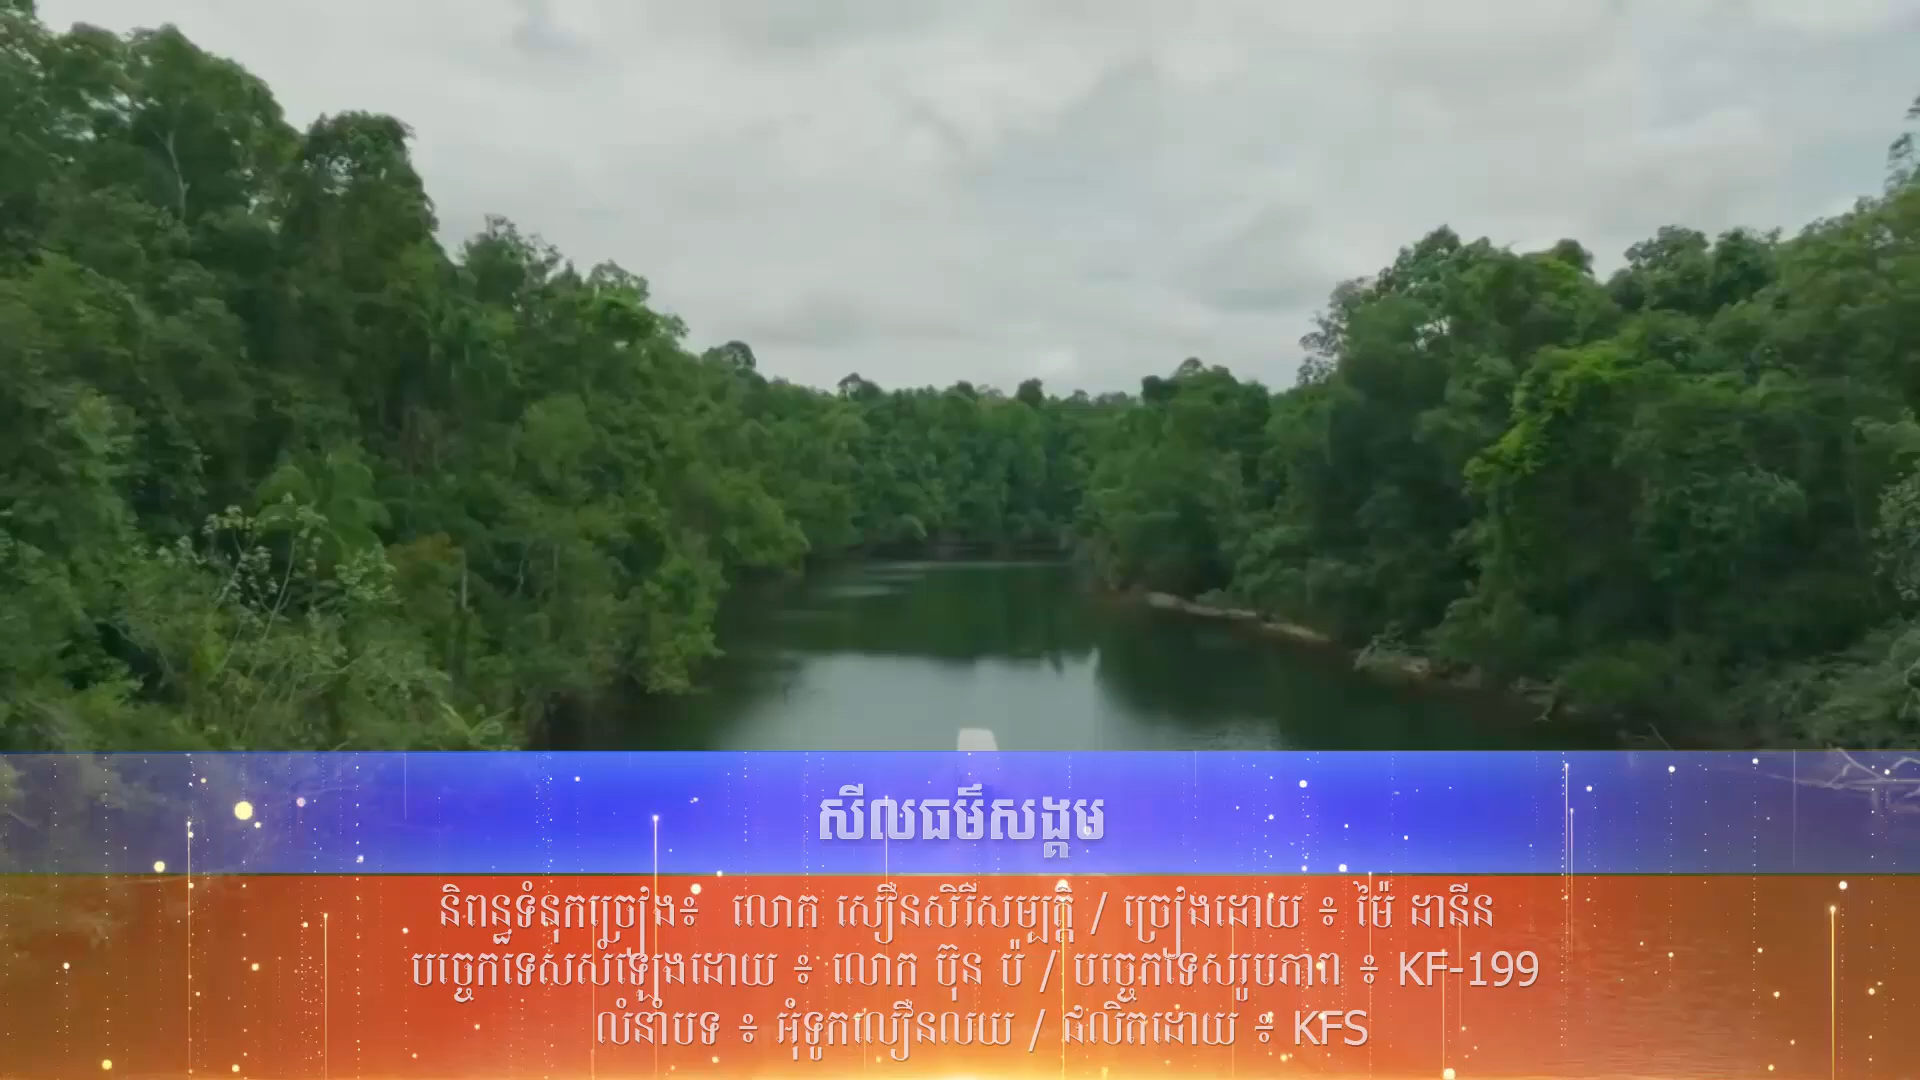 សីលធម៌សង្គម
និពន្ធទំនុកច្រៀង៖ លោក សឿនសិរីសម្បត្តិ / ច្រៀងដោយ ៖ ម៉ៃ ដានីន
បច្ចេកទេសសំឡេងដោយ ៖ លោក ប៊ុន ប៉ / បច្ចេកទេសរូបភាព ៖ KF-199
លំនាំបទ ៖ អុំទូកល្បឿនលយ / ផលិតដោយ ៖ KFS